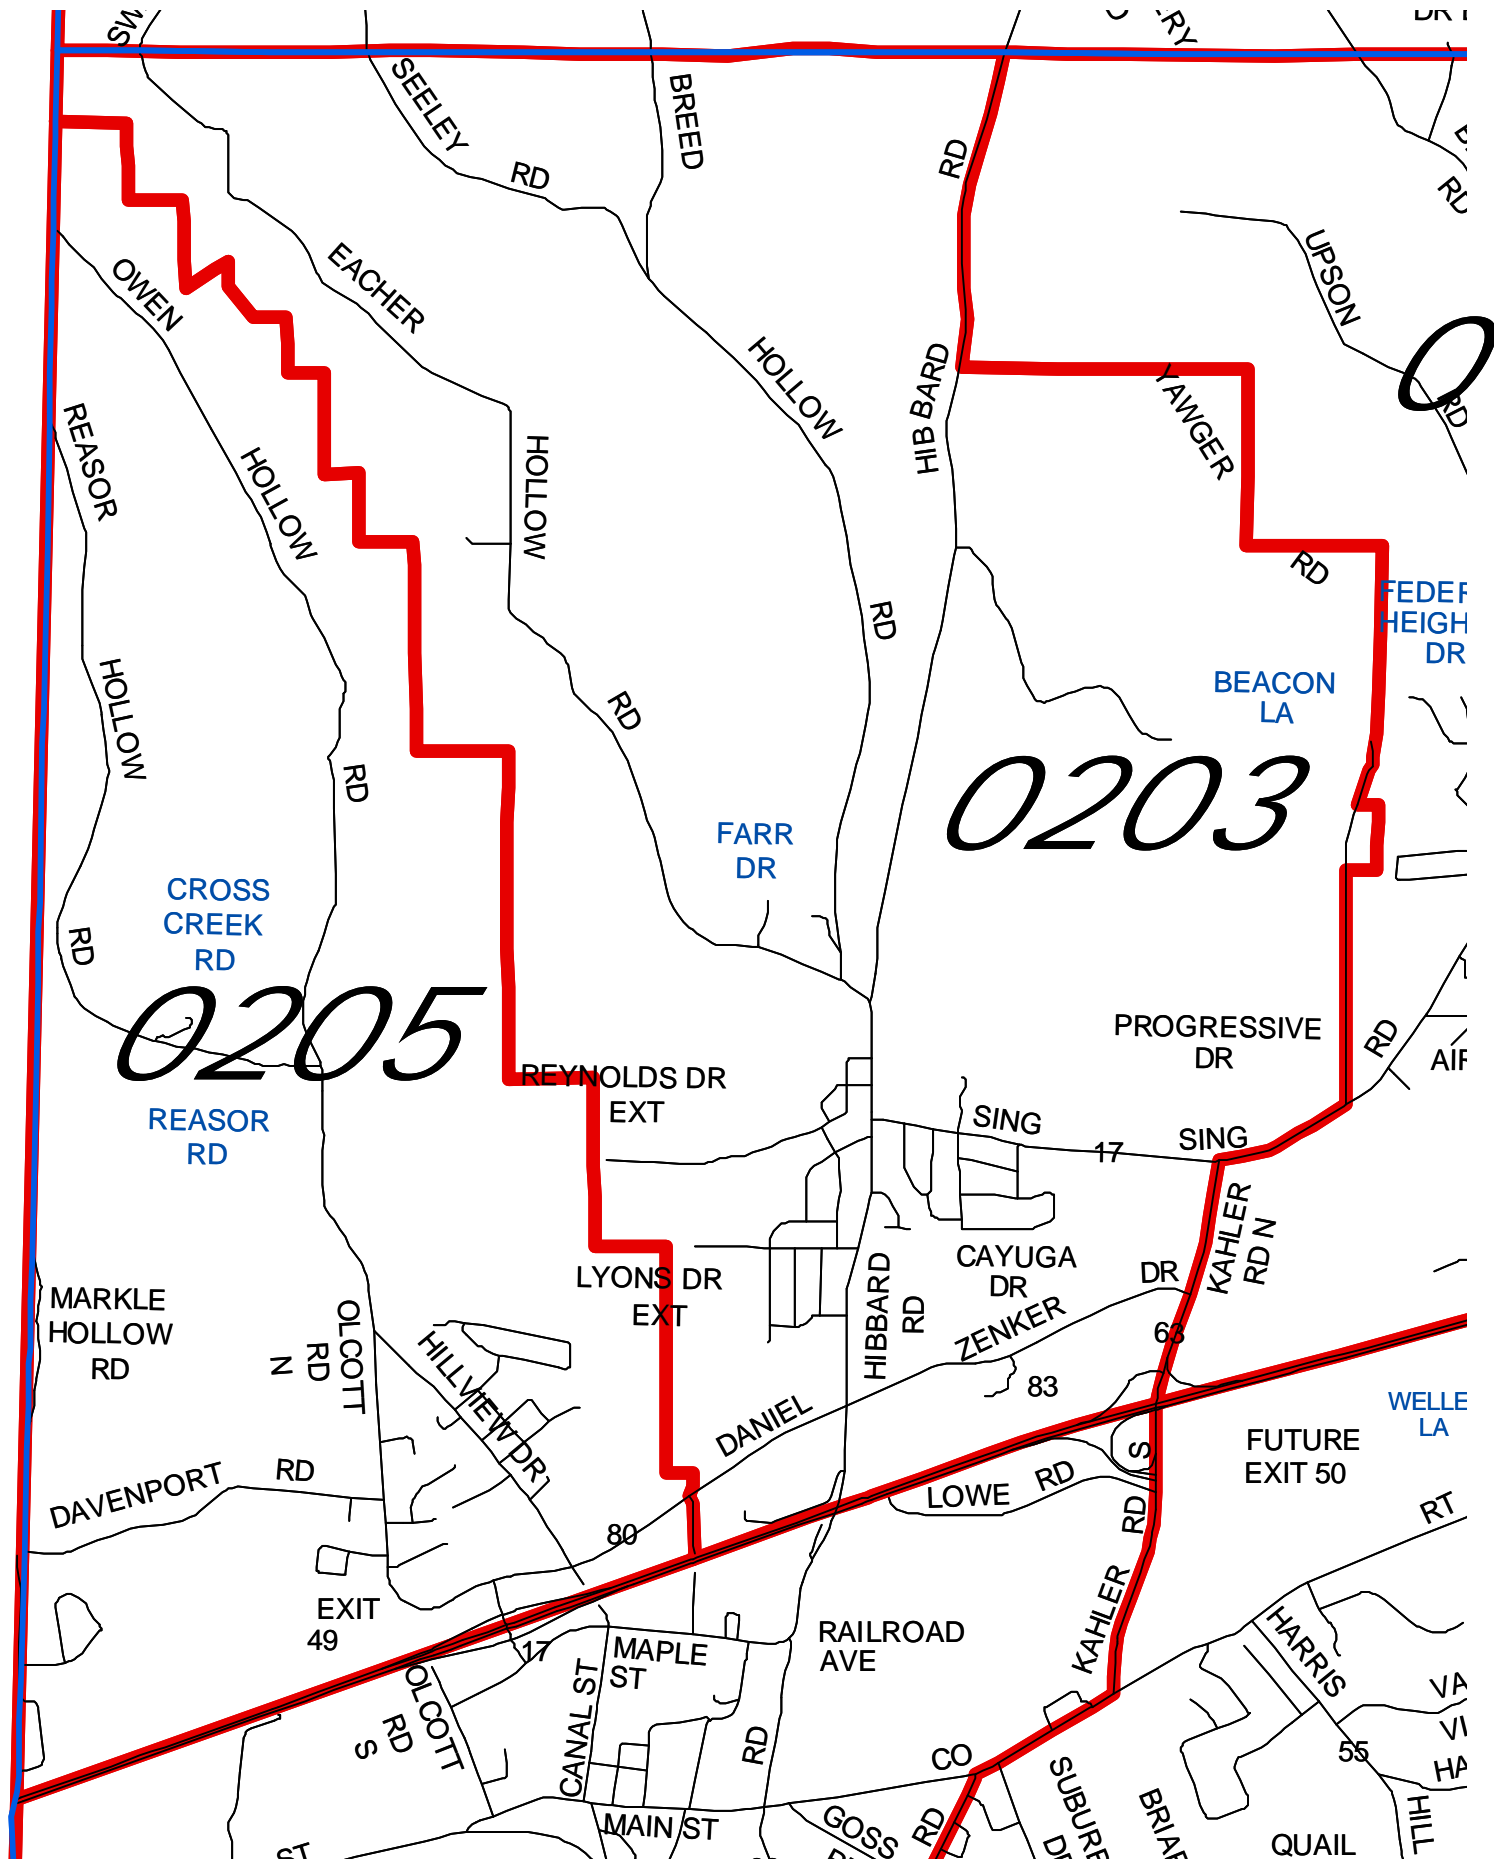 SEELEY
BREED
RD
RD
RD
UPSON
RD
OWEN
EACHER
HOLLOW
HIB BARD
YAWGER
RD
REASOR
HOLLOW
HOLLOW
RD
RD
HOLLOW
RD
RD
BEACON
LA
DR
0203
FARR
DR
CROSS
CREEK
RD
RD
0205
PROGRESSIVE
DR
RD
REYNOLDS DR
EXT
REASOR
RD
SING
17
SING
KAHLER
RD N
CAYUGA
DR
DR
LYONS DR
EXT
HIBBARD
RD
ZENKER
63
MARKLE
HOLLOW
RD
OLCOTT
RD
N
HILLVIEW DR
83
DANIEL
LA
FUTURE
EXIT 50
S
RD
LOWE
RD
RT
DAVENPORT
RD
80
EXIT
49
17
MAPLE
ST
RAILROAD
AVE
KAHLER
HARRIS
OLCOTT
RD
S
CANAL ST
RD
CO
55
MAIN ST
GOSS
RD
HILL
QUAIL
ST